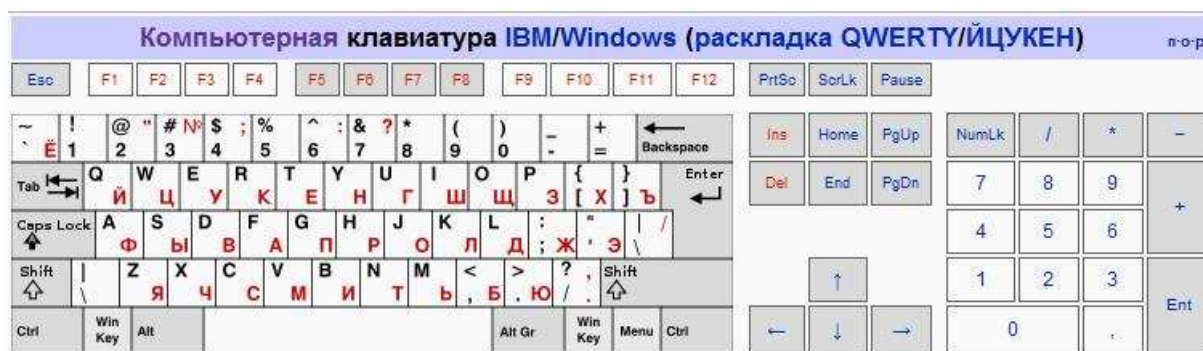 Компьютерная клавиатура IBM/Windows (раскладка QWERTY/ЙЦУКЕН) п·о·р
Esc F1 F2 F3 F4 F5 F6 F7 F8 F9 F10 F11 F12 PrtSc ScrLk Pause
~ ! @ " # № $ ; % ^ : & ? * ( ) _ + Backspace
` Ё 1 2 3 4 5 6 7 8 9 0 - = Ins Home PgUp NumLk / * −
Tab Q W E R T Y U I O P { } Enter
Й Ц У К Е Н Г Ш Щ З [ Х ] Ъ Del End PgDn 7 8 9 +
Caps Lock A S D F G H J K L : " | /
Ф Ы В А П Р О Л Д ; Ж ' Э \ 4 5 6
Shift | Z X C V B N M < > ? , Shift
\ Я Ч С М И Т Ь , Б . Ю / . ↑ 1 2 3 Ent
Ctrl Win Key Alt Alt Gr Win Key Menu Ctrl ← ↓ → 0 ,